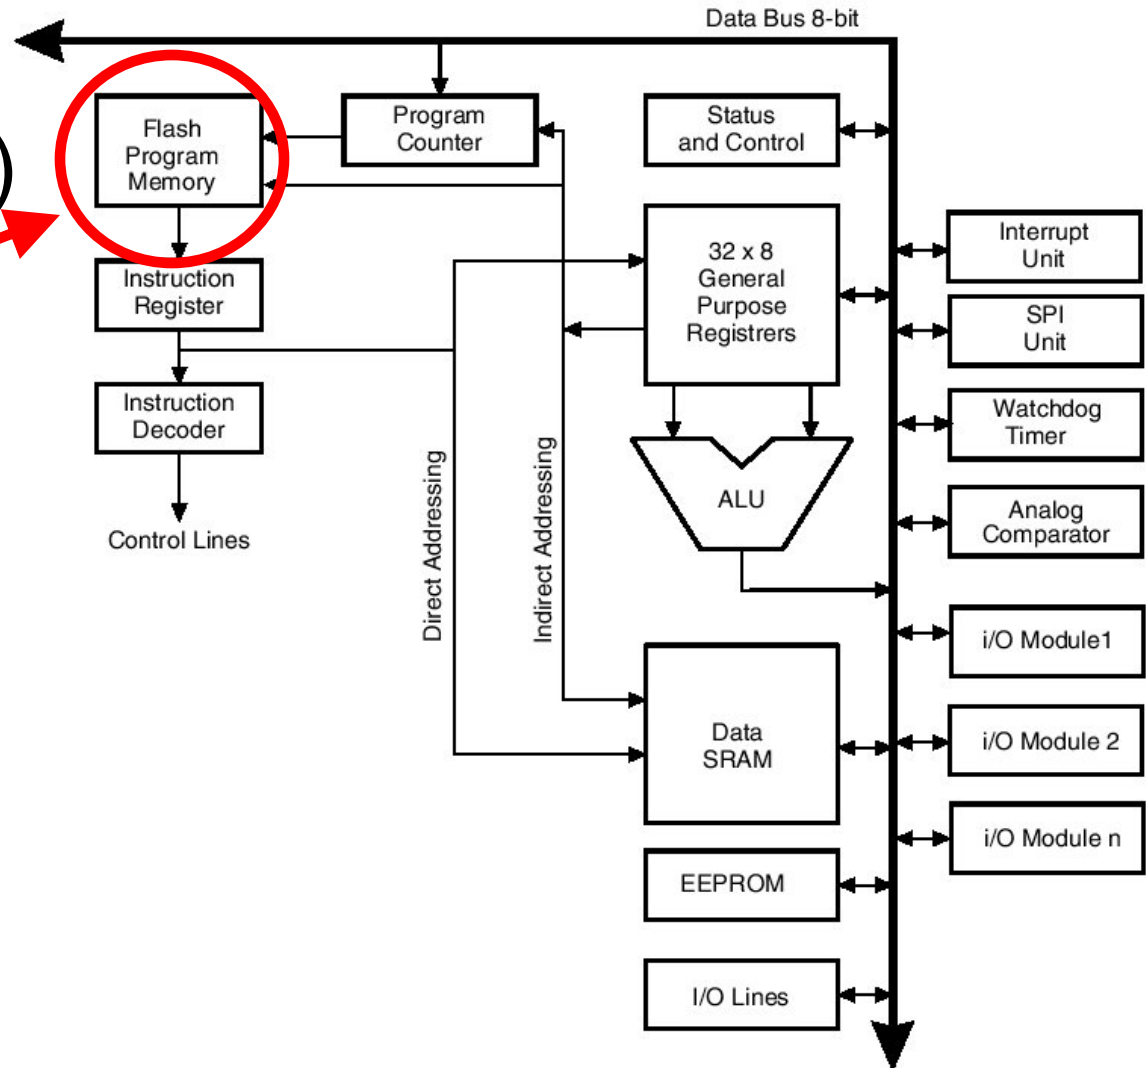 Data Bus 8-bit
Flash
Program
Memory
Program
Counter
Status
and Control
32 x 8
General
Purpose
Registrers
Interrupt
Unit
Instruction
Register
SPI
Unit
Instruction
Decoder
Watchdog
Timer
Control Lines
Direct Addressing
Indirect Addressing
ALU
Analog
Comparator
i/O Module1
Data
SRAM
i/O Module 2
i/O Module n
EEPROM
I/O Lines